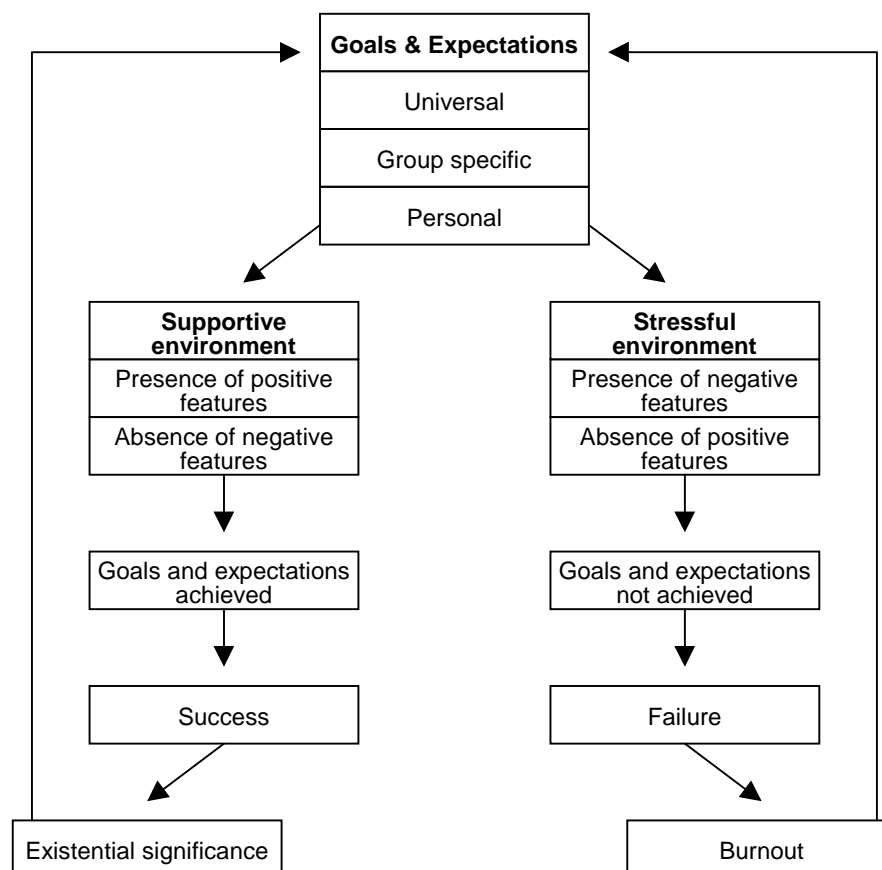 Goals & Expectations
Universal
Group specific
Personal
Supportive
environment
Presence of positive
features
Absence of negative
features
Goals and expectations
achieved
Success
Existential significance
Stressful
environment
Presence of negative
features
Absence of positive
features
Goals and expectations
not achieved
Failure
Burnout